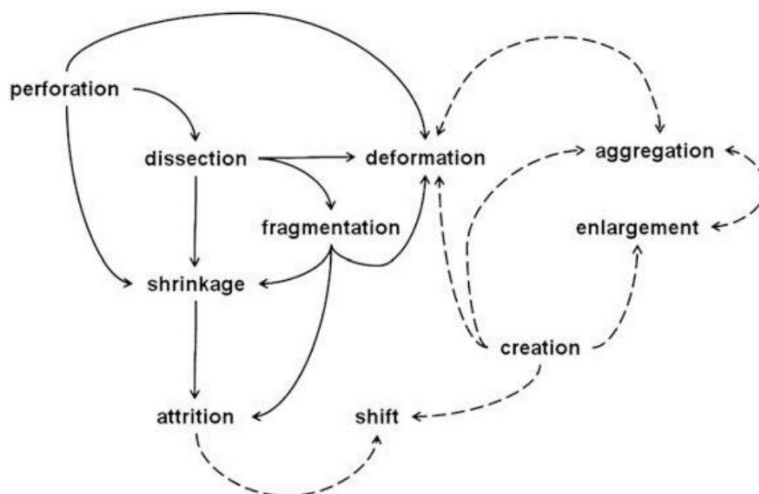 perforation
dissection
deformation
aggregation
fragmentation
enlargement
shrinkage
creation
attrition
shift